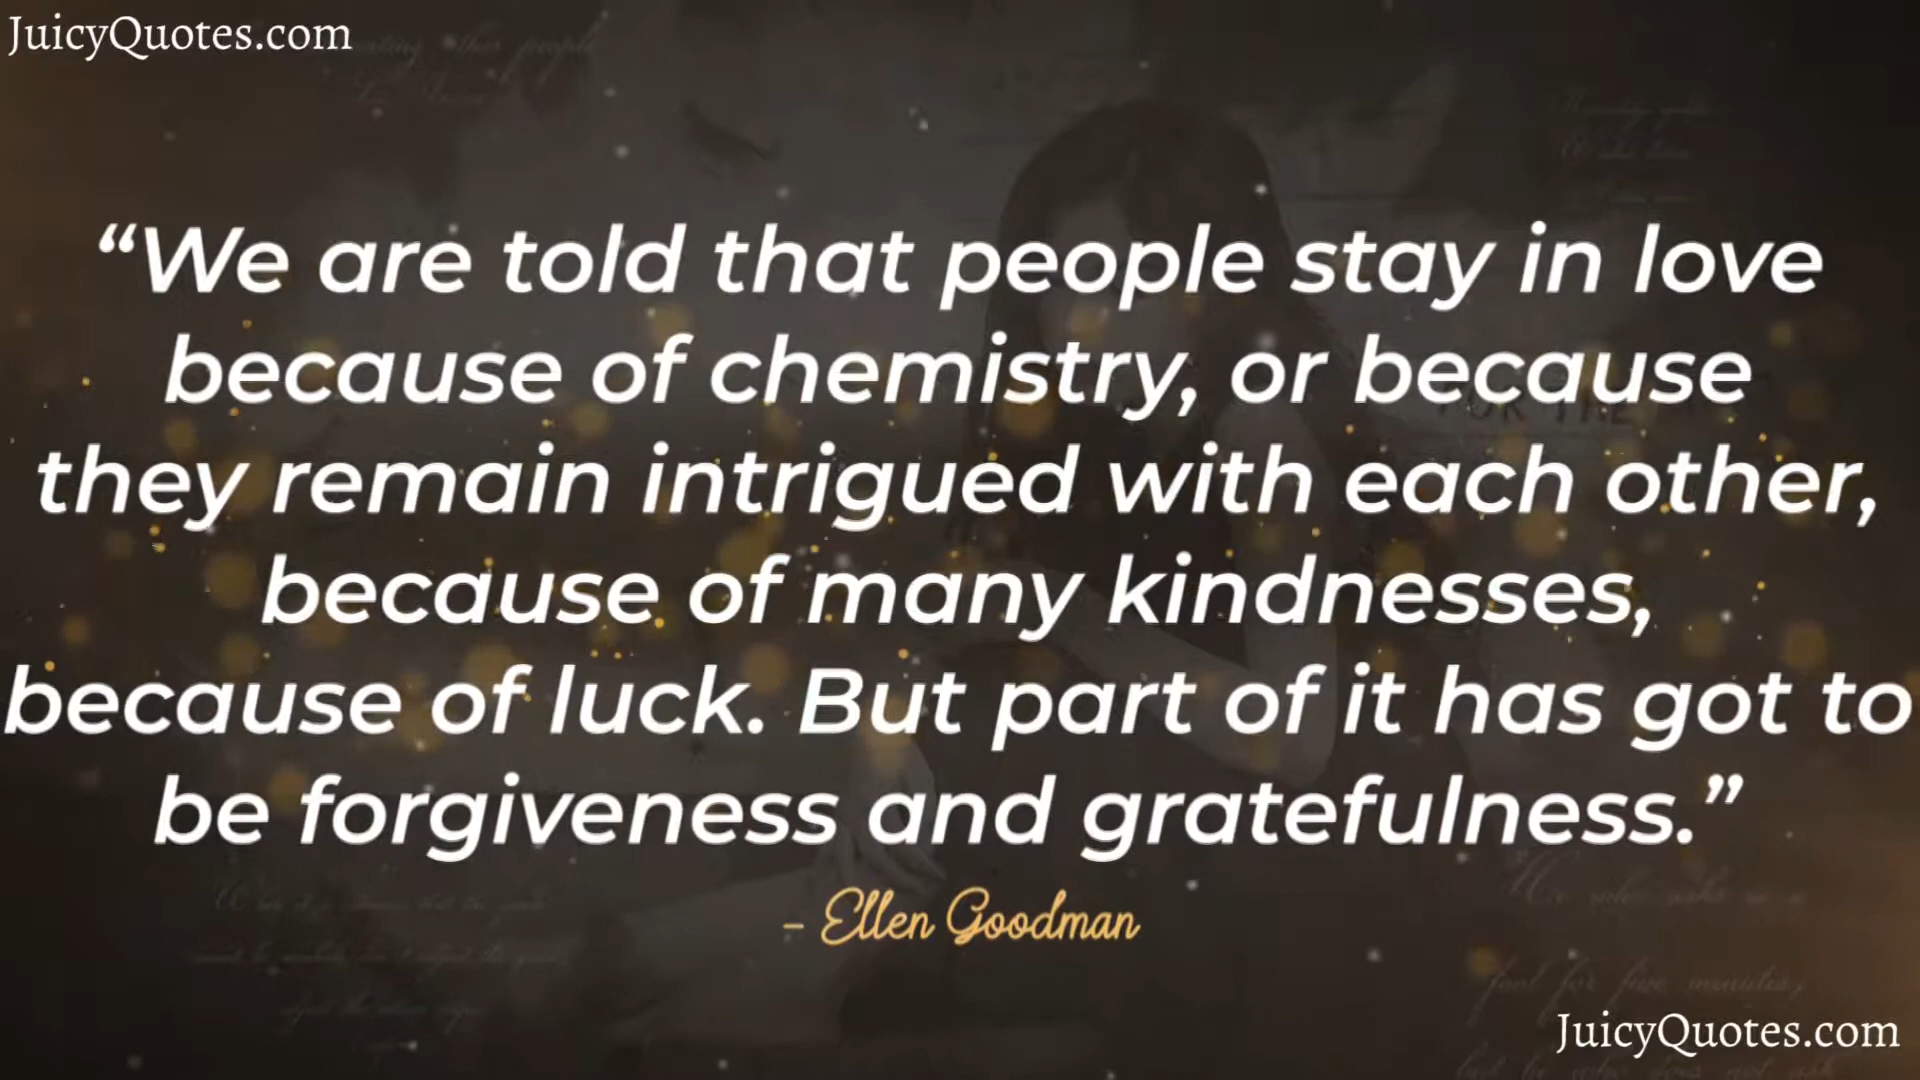 JuicyQuotes.com
“We are told that people stay in love
because of chemistry, or because
they remain intrigued with each other,
because of many kindnesses,
because of luck. But part of it has got to
be forgiveness and gratefulness.”
– Ellen Goodman
JuicyQuotes.com